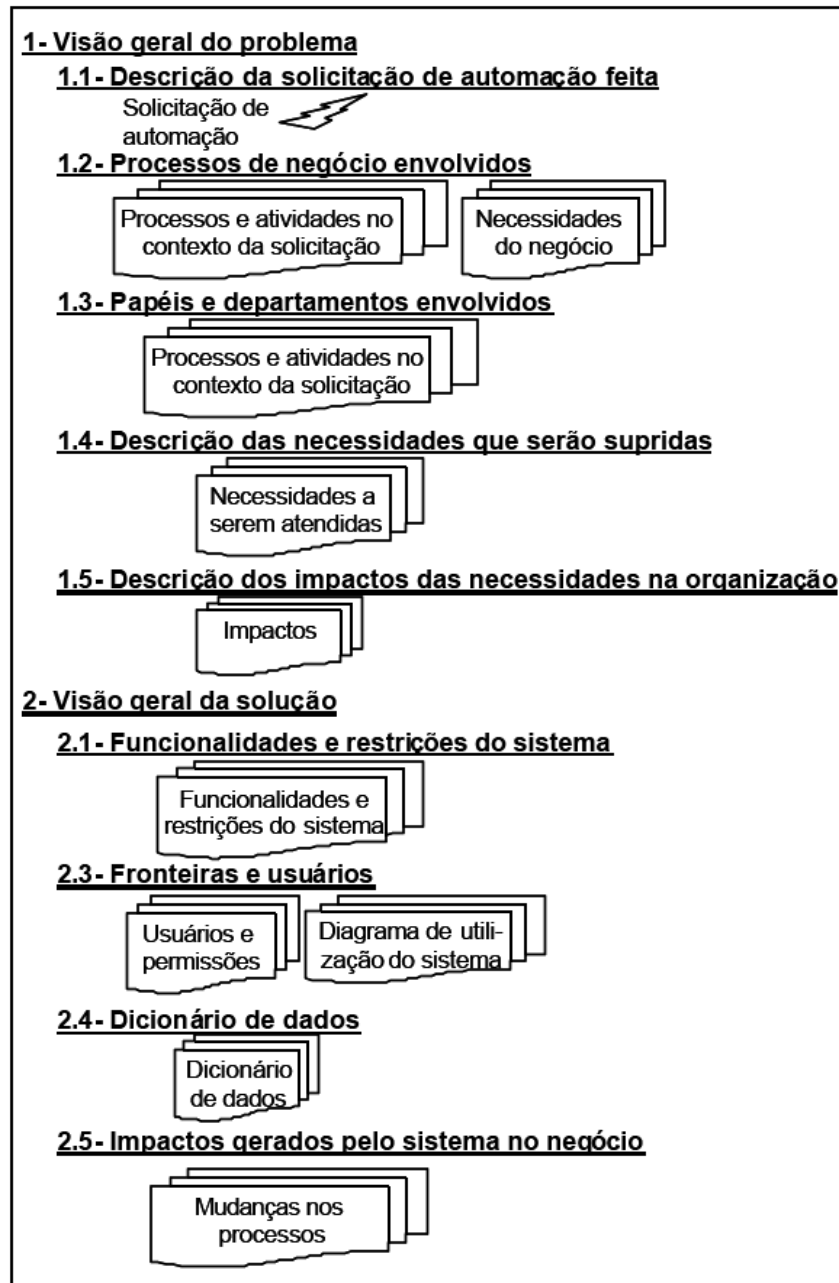 1- Visão geral do problema
1.1- Descrição da solicitação de automação feita
Solicitação de
automação
1.2- Processos de negócio envolvidos
Processos e atividades no
contexto da solicitação
Necessidades
do negócio
1.3- Papéis e departamentos envolvidos
Processos e atividades no
contexto da solicitação
1.4- Descrição das necessidades que serão supridas
Necessidades a
serem atendidas
1.5- Descrição dos impactos das necessidades na organização
Impactos
2- Visão geral da solução
2.1- Funcionalidades e restrições do sistema
Funcionalidades e
restrições do sistema
2.3- Fronteiras e usuários
Usuários e
permissões
Diagrama de utili-
zação do sistema
2.4- Dicionário de dados
Dicionário
de dados
2.5- Impactos gerados pelo sistema no negócio
Mudanças nos
processos